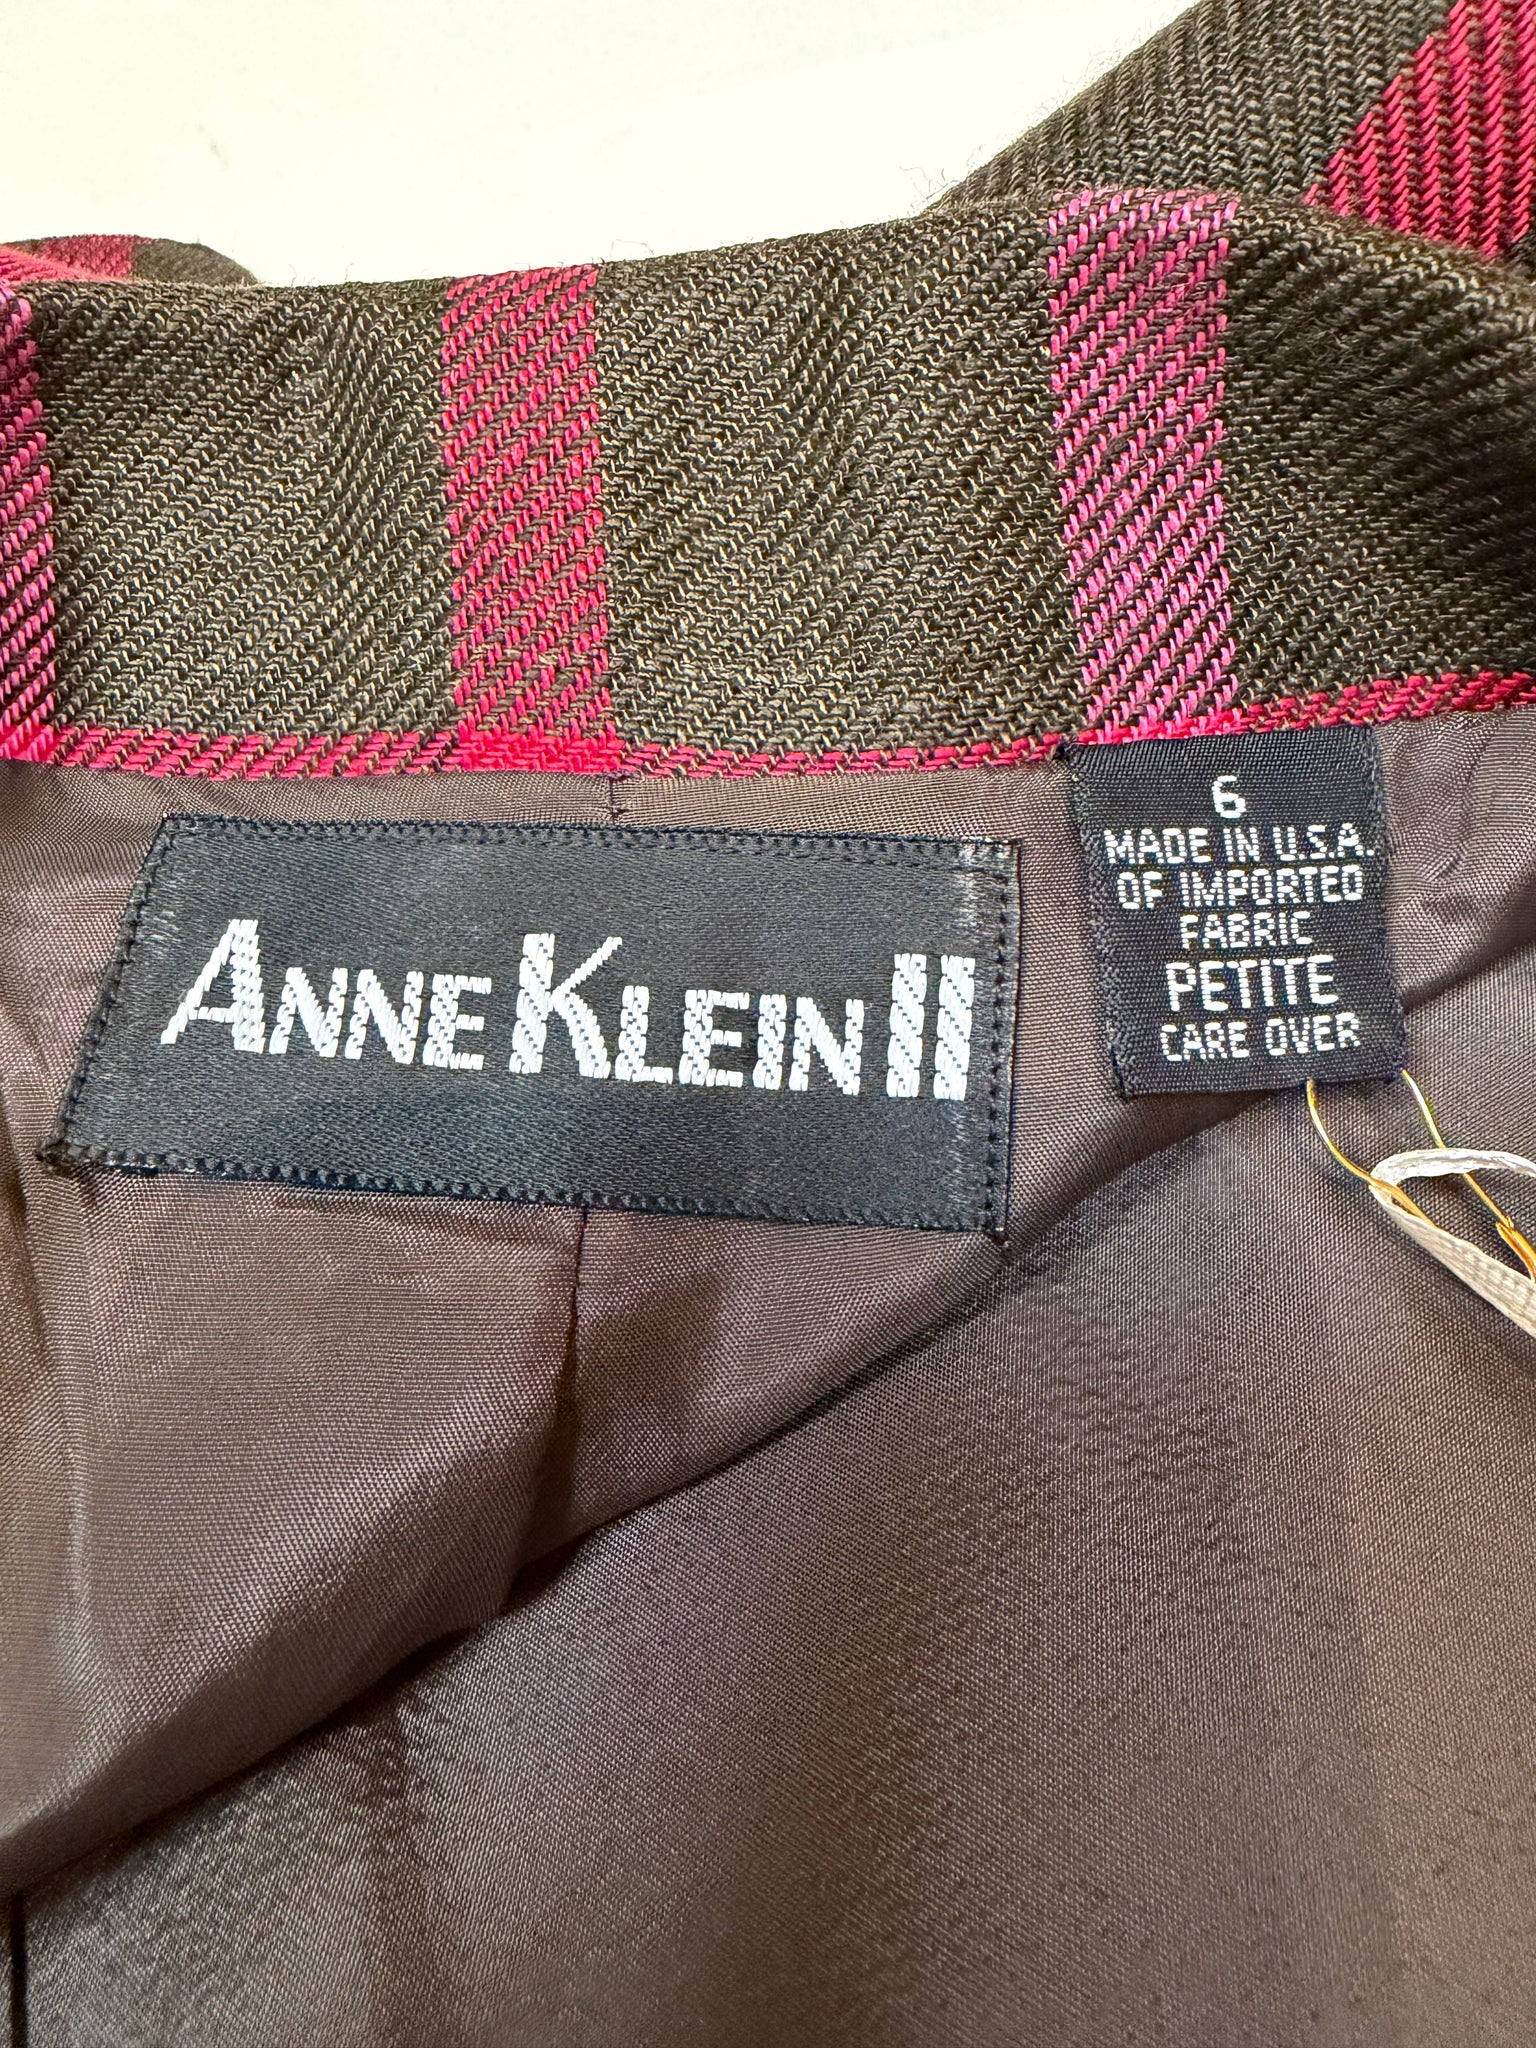 ANNE KLEIN II
6
MADE IN U.S.A.
OF IMPORTED
FABRIC
PETITE
CARE OVER